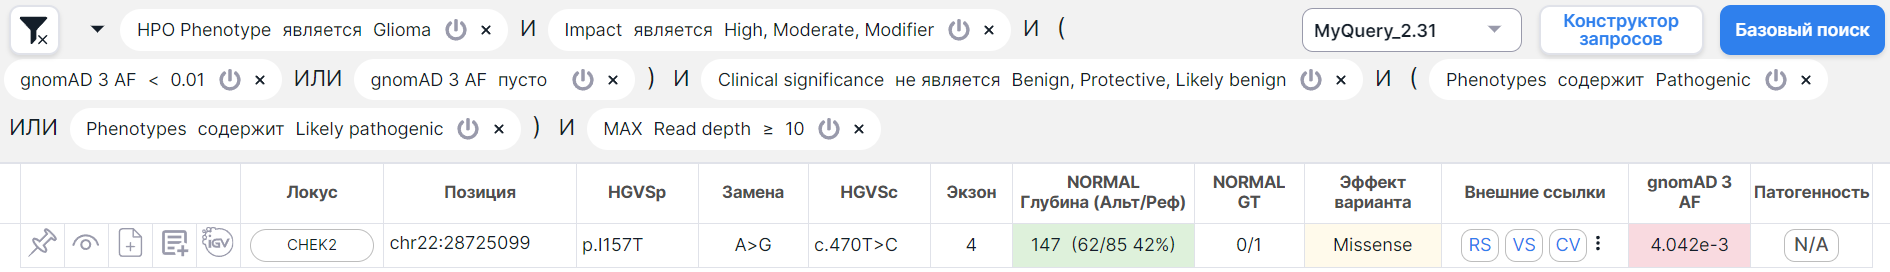 HPO Phenotype является Glioma × И Impact является High, Moderate, Modifier × И ( MyQuery_2.31 Конструктор запросов Базовый поиск
gnomAD 3 AF < 0.01 × ИЛИ gnomAD 3 AF пусто × ) И Clinical significance не является Benign, Protective, Likely benign × И ( Phenotypes содержит Pathogenic ×
ИЛИ Phenotypes содержит Likely pathogenic × ) И MAX Read depth ≥ 10 ×
Локус Позиция HGVSp Замена HGVSc Экзон NORMAL Глубина (Альт/Реф) NORMAL GT Эффект варианта Внешние ссылки gnomAD 3 AF Патогенность
IGV CHEK2 chr22:28725099 p.I157T A>G c.470T>C 4 147 (62/85 42%) 0/1 Missense RS VS CV 4.042e-3 N/A